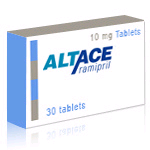 10 mg Tablets
ALTACE
ramipril
30 tablets